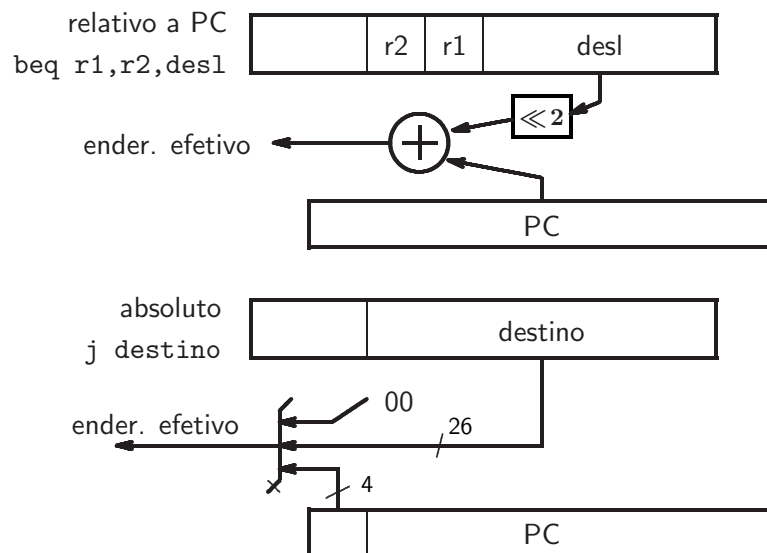 relativo a PC
beq r1,r2,desl
r2 r1 desl
≪2
ender. efetivo
+
PC
absoluto
j destino
destino
00
ender. efetivo
26
4
PC